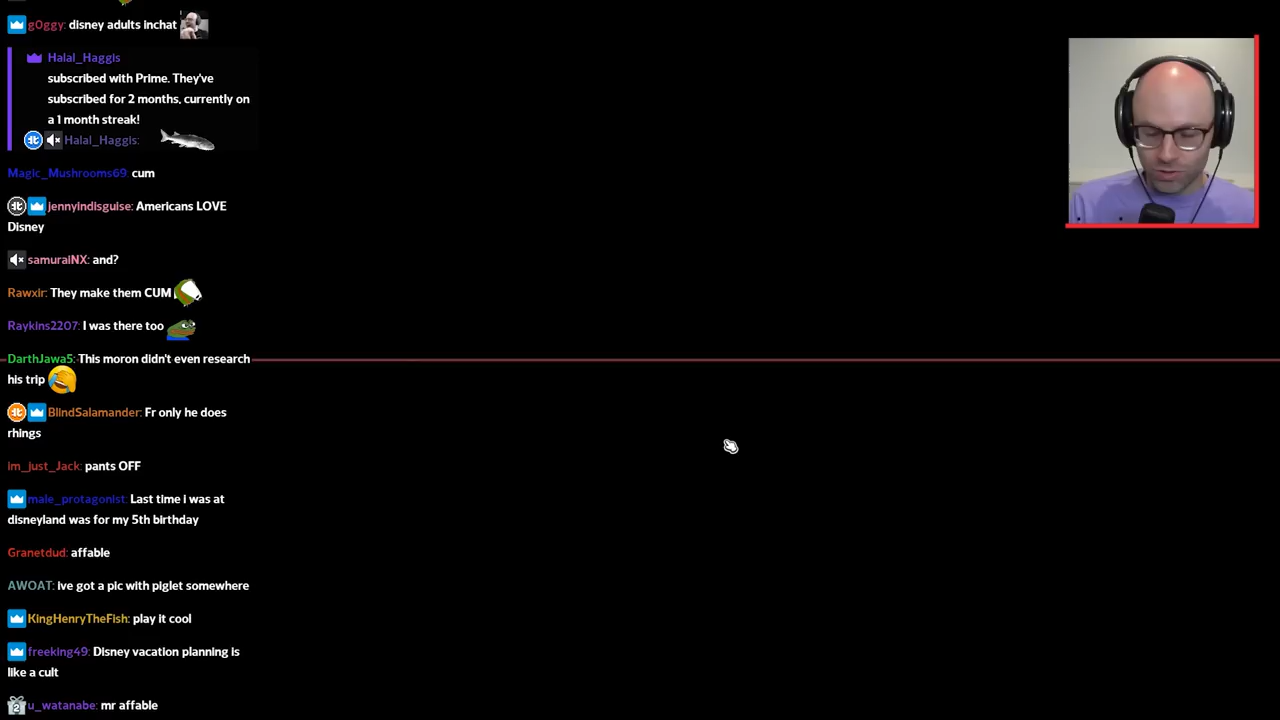 g0ggy: disney adults inchat
Halal_Haggis
subscribed with Prime. They've
subscribed for 2 months, currently on
a 1 month streak!
Halal_Haggis:
Magic_Mushrooms69: cum
jennyindisguise: Americans LOVE
Disney
samuraiNX: and?
Rawxir: They make them CUM
Raykins2207: I was there too
DarthJawa5: This moron didn't even research
his trip
BlindSalamander: Fr only he does
rhings
im_just_Jack: pants OFF
male_protagonist: Last time i was at
disneyland was for my 5th birthday
Granetdud: affable
AWOAT: ive got a pic with piglet somewhere
KingHenryTheFish: play it cool
freeking49: Disney vacation planning is
like a cult
2 u_watanabe: mr affable